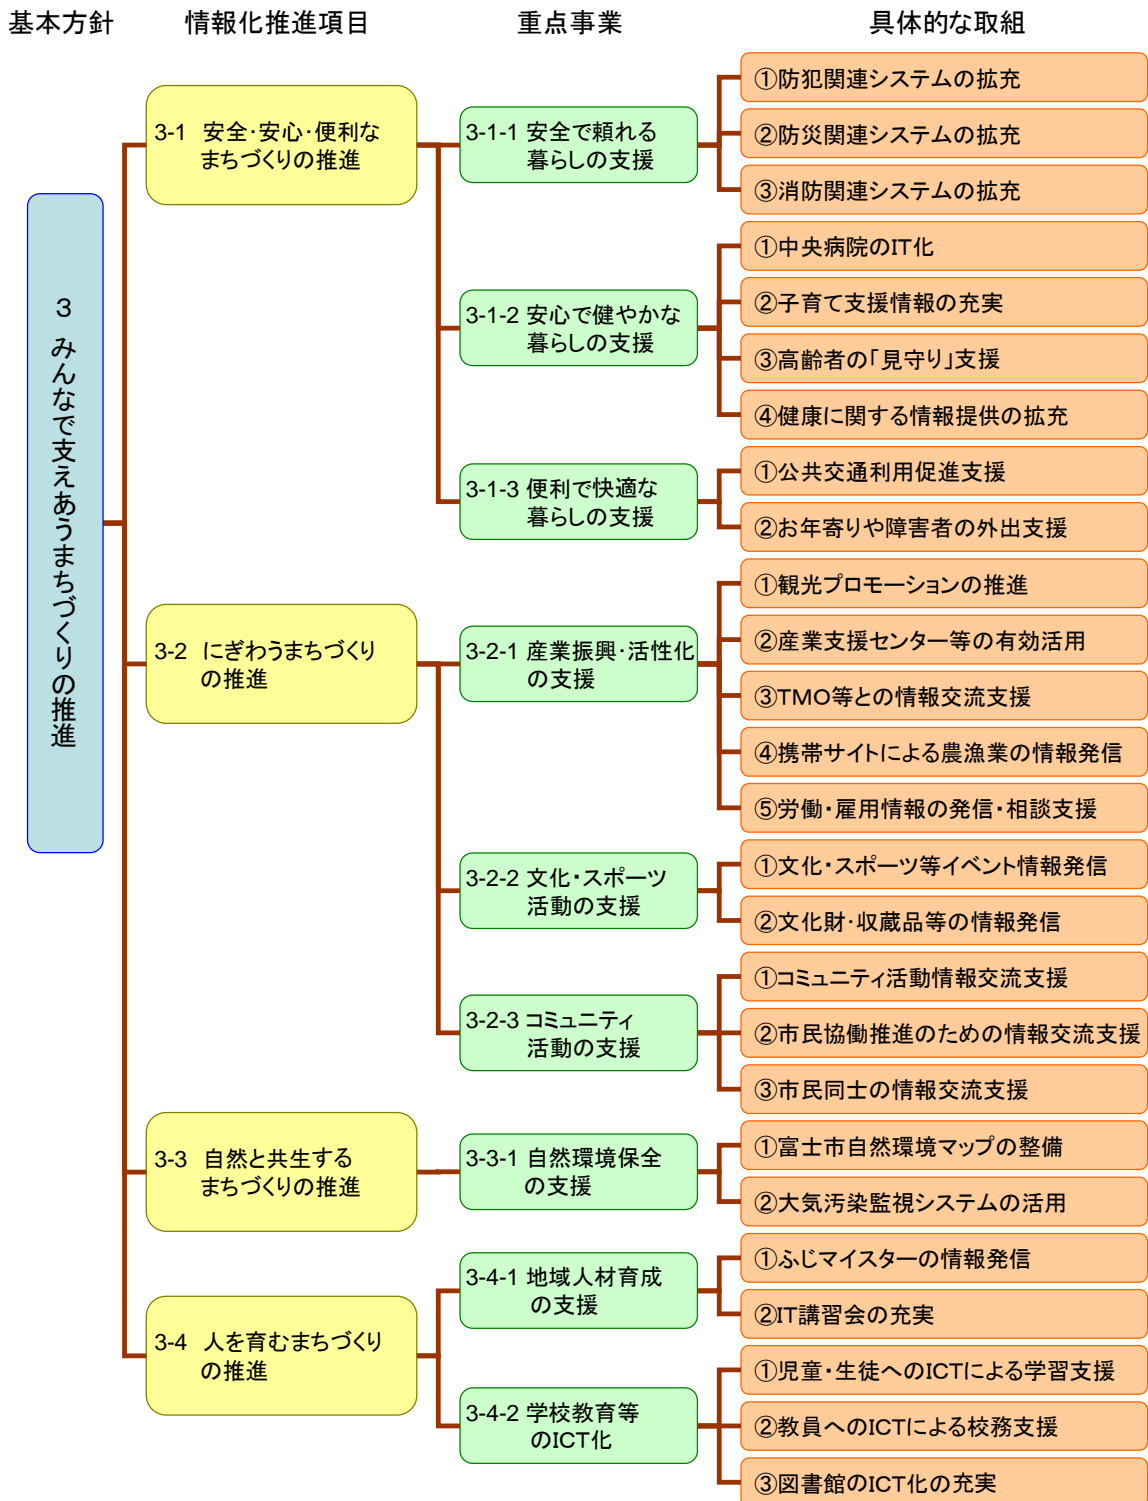 基本方針 情報化推進項目 重点事業 具体的な取組
3 みんなで支えあうまちづくりの推進
3-1 安全・安心・便利な
まちづくりの推進
3-1-1 安全で頼れる
暮らしの支援
①防犯関連システムの拡充
②防災関連システムの拡充
③消防関連システムの拡充
3-1-2 安心で健やかな
暮らしの支援
①中央病院のIT化
②子育て支援情報の充実
③高齢者の「見守り」支援
④健康に関する情報提供の拡充
3-1-3 便利で快適な
暮らしの支援
①公共交通利用促進支援
②お年寄りや障害者の外出支援
3-2 にぎわうまちづくり
の推進
3-2-1 産業振興・活性化
の支援
①観光プロモーションの推進
②産業支援センター等の有効活用
③TMO等との情報交流支援
④携帯サイトによる農漁業の情報発信
⑤労働・雇用情報の発信・相談支援
3-2-2 文化・スポーツ
活動の支援
①文化・スポーツ等イベント情報発信
②文化財・収蔵品等の情報発信
3-2-3 コミュニティ
活動の支援
①コミュニティ活動情報交流支援
②市民協働推進のための情報交流支援
③市民同士の情報交流支援
3-3 自然と共生する
まちづくりの推進
3-3-1 自然環境保全
の支援
①富士市自然環境マップの整備
②大気汚染監視システムの活用
3-4 人を育むまちづくり
の推進
3-4-1 地域人材育成
の支援
①ふじマイスターの情報発信
②IT講習会の充実
3-4-2 学校教育等
のICT化
①児童・生徒へのICTによる学習支援
②教員へのICTによる校務支援
③図書館のICT化の充実